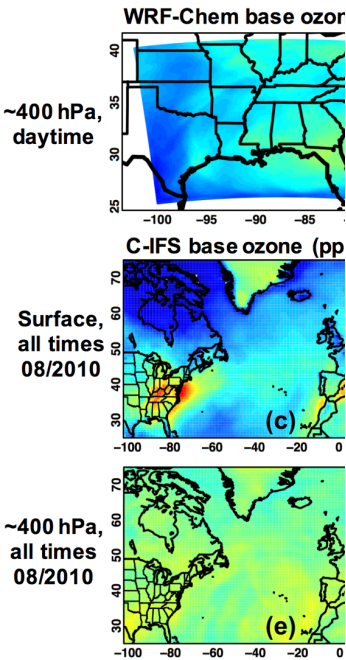 WRF-Chem base ozon
40
35
30
25
~400 hPa,
daytime
-100 -95 -90 -85
C-IFS base ozone (pp
70
60
50
40
30
Surface,
all times
08/2010
(c)
-100 -80 -60 -40 -20 0
70
60
50
40
30
~400 hPa,
all times
08/2010
(e)
-100 -80 -60 -40 -20 0